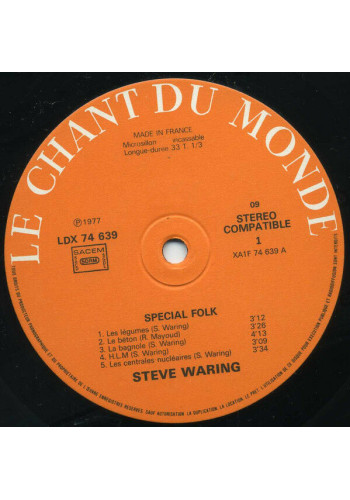 LE CHANT DU MONDE
MADE IN FRANCE
Microsillon incassable
Longue-durée 33 T. 1/3
℗ 1977
LDX 74 639
SACEM
SDRM
09
STEREO
COMPATIBLE
1
XA1F 74 639 A
SPECIAL FOLK
1. Les légumes (S. Waring) 3'12
2. Le béton (R. Mayoud) 3'26
3. La bagnole (S. Waring) 4'13
4. H.L.M (S. Waring) 3'09
5. Les centrales nucléaires (S. Waring) 3'34
STEVE WARING